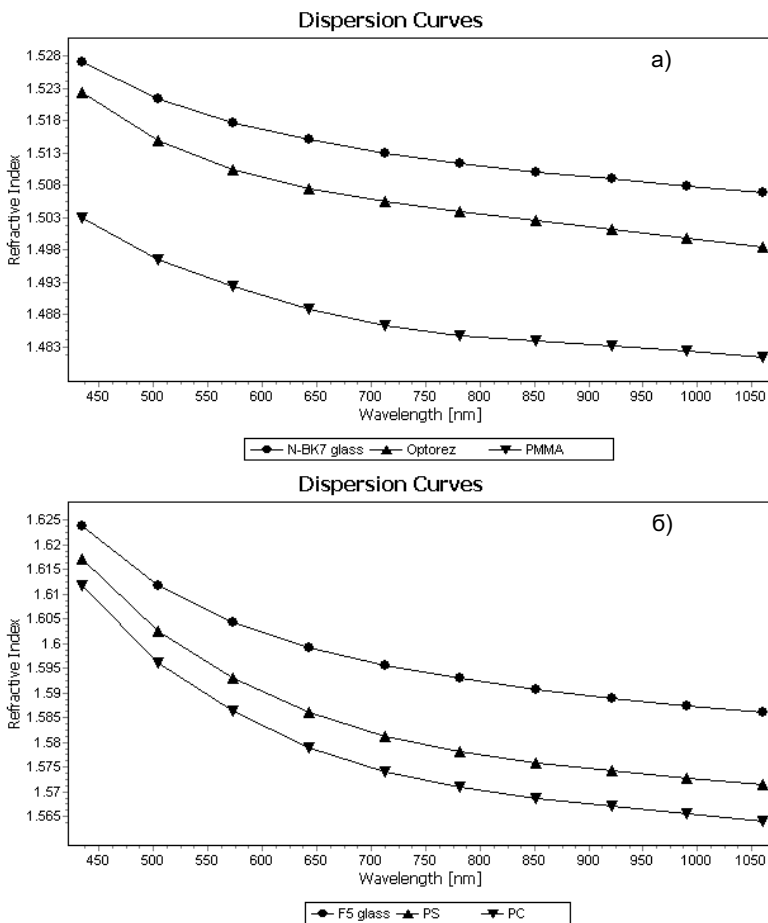 Dispersion Curves
а)
1.528
1.523
1.518
1.513
1.508
1.503
1.498
1.493
1.488
1.483
Refractive Index
450 500 550 600 650 700 750 800 850 900 950 1000 1050
Wavelength [nm]
N-BK7 glass Optorez PMMA
Dispersion Curves
б)
1.625
1.62
1.615
1.61
1.605
1.6
1.595
1.59
1.585
1.58
1.575
1.57
1.565
Refractive Index
450 500 550 600 650 700 750 800 850 900 950 1000 1050
Wavelength [nm]
F5 glass PS PC